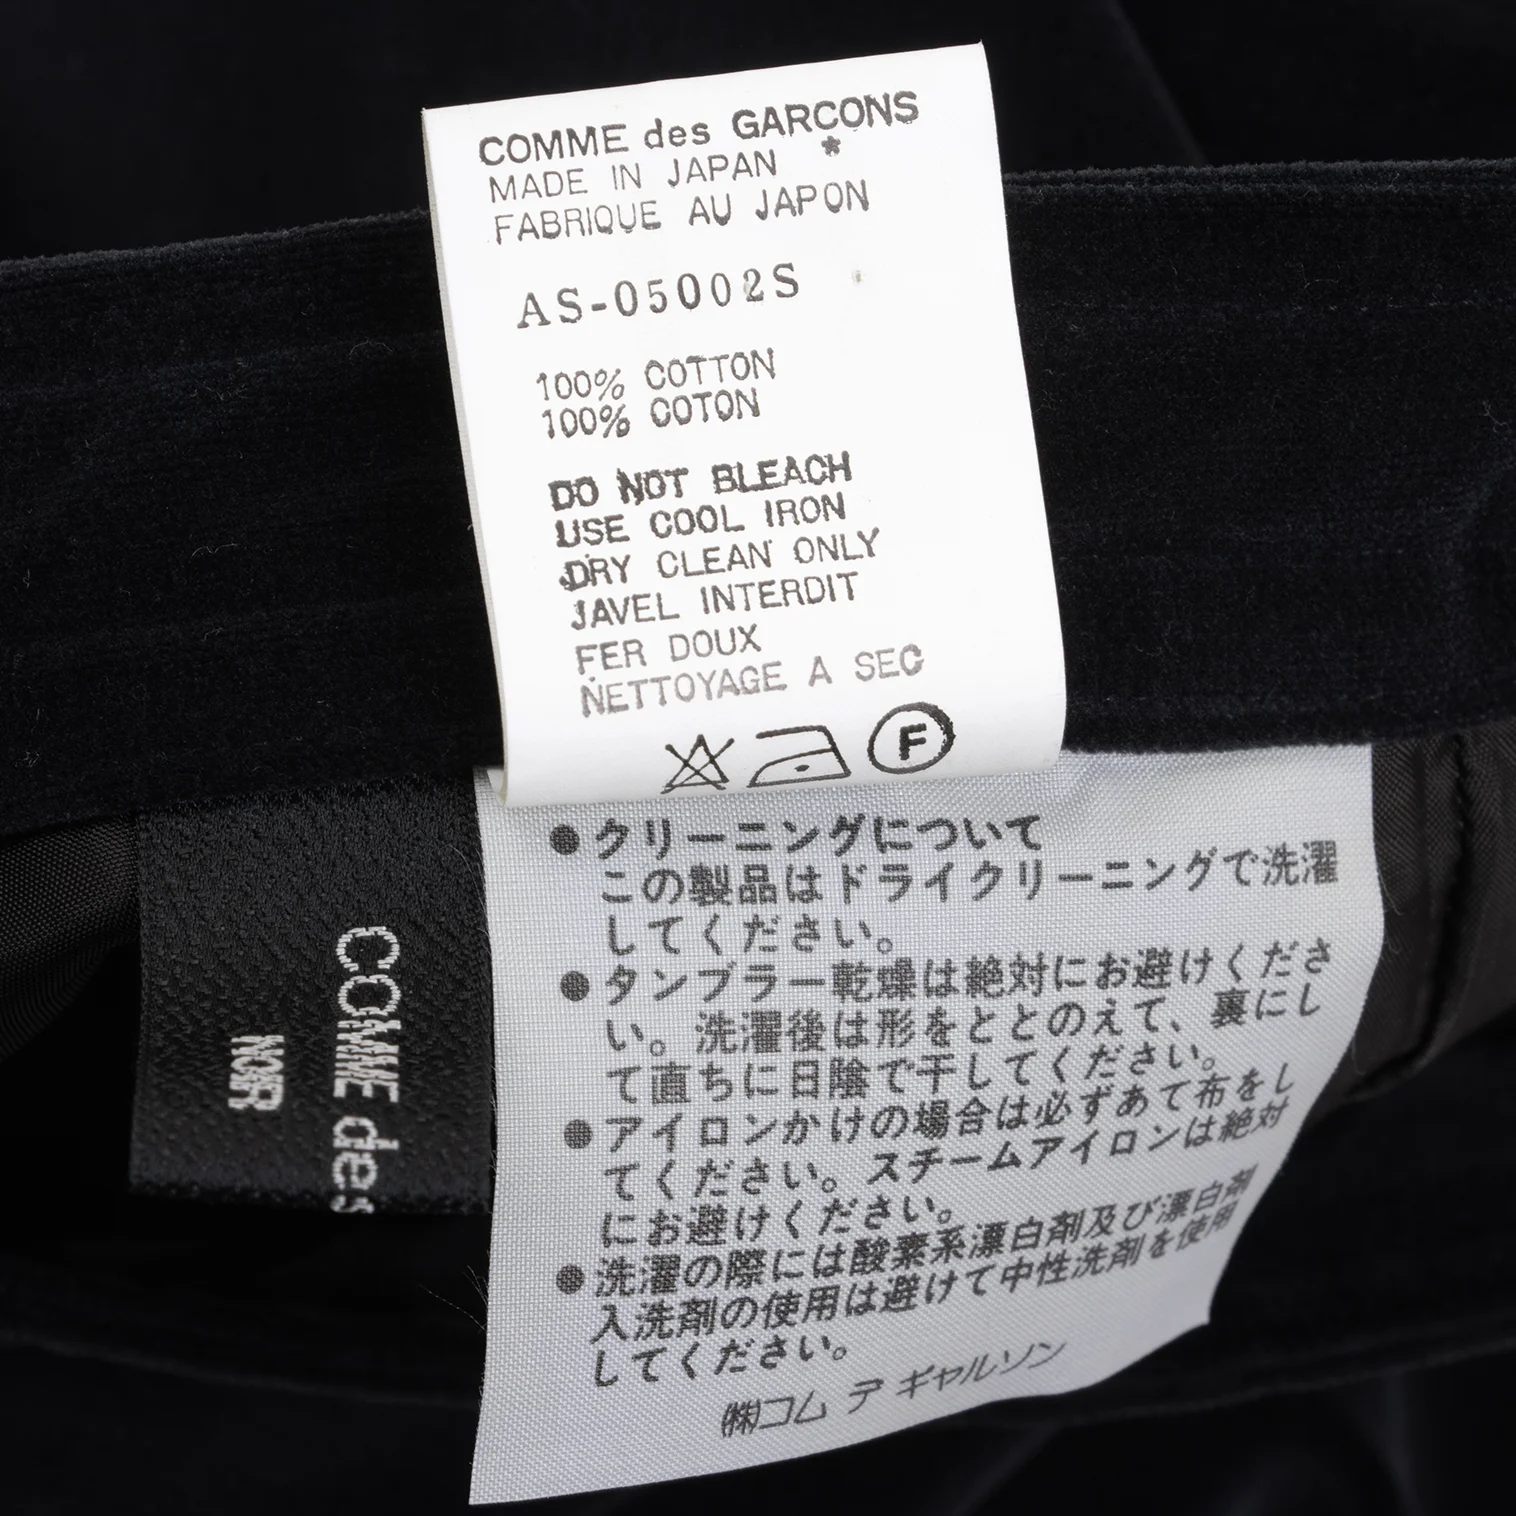 COMME des GARCONS
*
MADE IN JAPAN
FABRIQUE AU JAPON
AS-05002S
100% COTTON
100% COTON
DO NOT BLEACH
USE COOL IRON
DRY CLEAN ONLY
JAVEL INTERDIT
FER DOUX
NETTOYAGE A SEC
F
●クリーニングについて
この製品はドライクリーニングで洗濯
してください。
●タンブラー乾燥は絶対にお避けくださ
い。洗濯後は形をととのえて、裏にし
て直ちに日陰で干してください。
●アイロンかけの場合は必ずあて布をし
てください。スチームアイロンは絶対
にお避けください。
●洗濯の際には酸素系漂白剤及び漂白剤
入洗剤の使用は避けて中性洗剤を使用
してください。
㈱コム デ ギャルソン
COMME des
NOIR